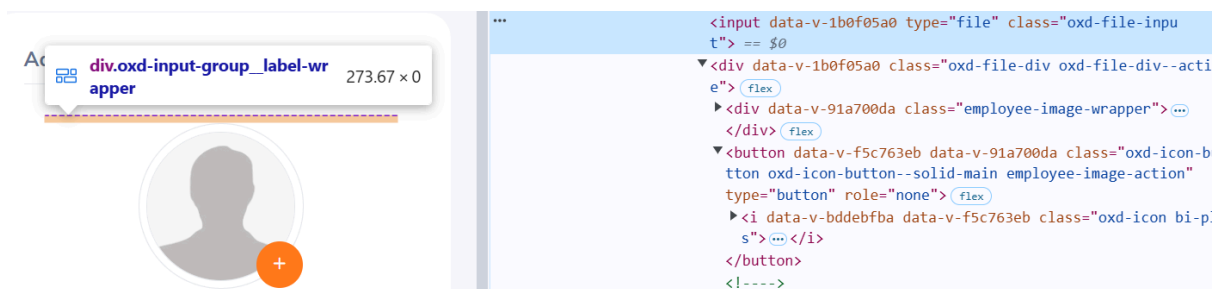 Ad
div.oxd-input-group__label-wr
apper
273.67 × 0
+
...
<input data-v-1b0f05a0 type="file" class="oxd-file-inpu
t"> == $0
<div data-v-1b0f05a0 class="oxd-file-div oxd-file-div--acti
e"> flex
<div data-v-91a700da class="employee-image-wrapper"> ...
</div> flex
<button data-v-f5c763eb data-v-91a700da class="oxd-icon-b
tton oxd-icon-button--solid-main employee-image-action"
type="button" role="none"> flex
<i data-v-bddebfba data-v-f5c763eb class="oxd-icon bi-pl
s"> ... </i>
</button>
<!---->